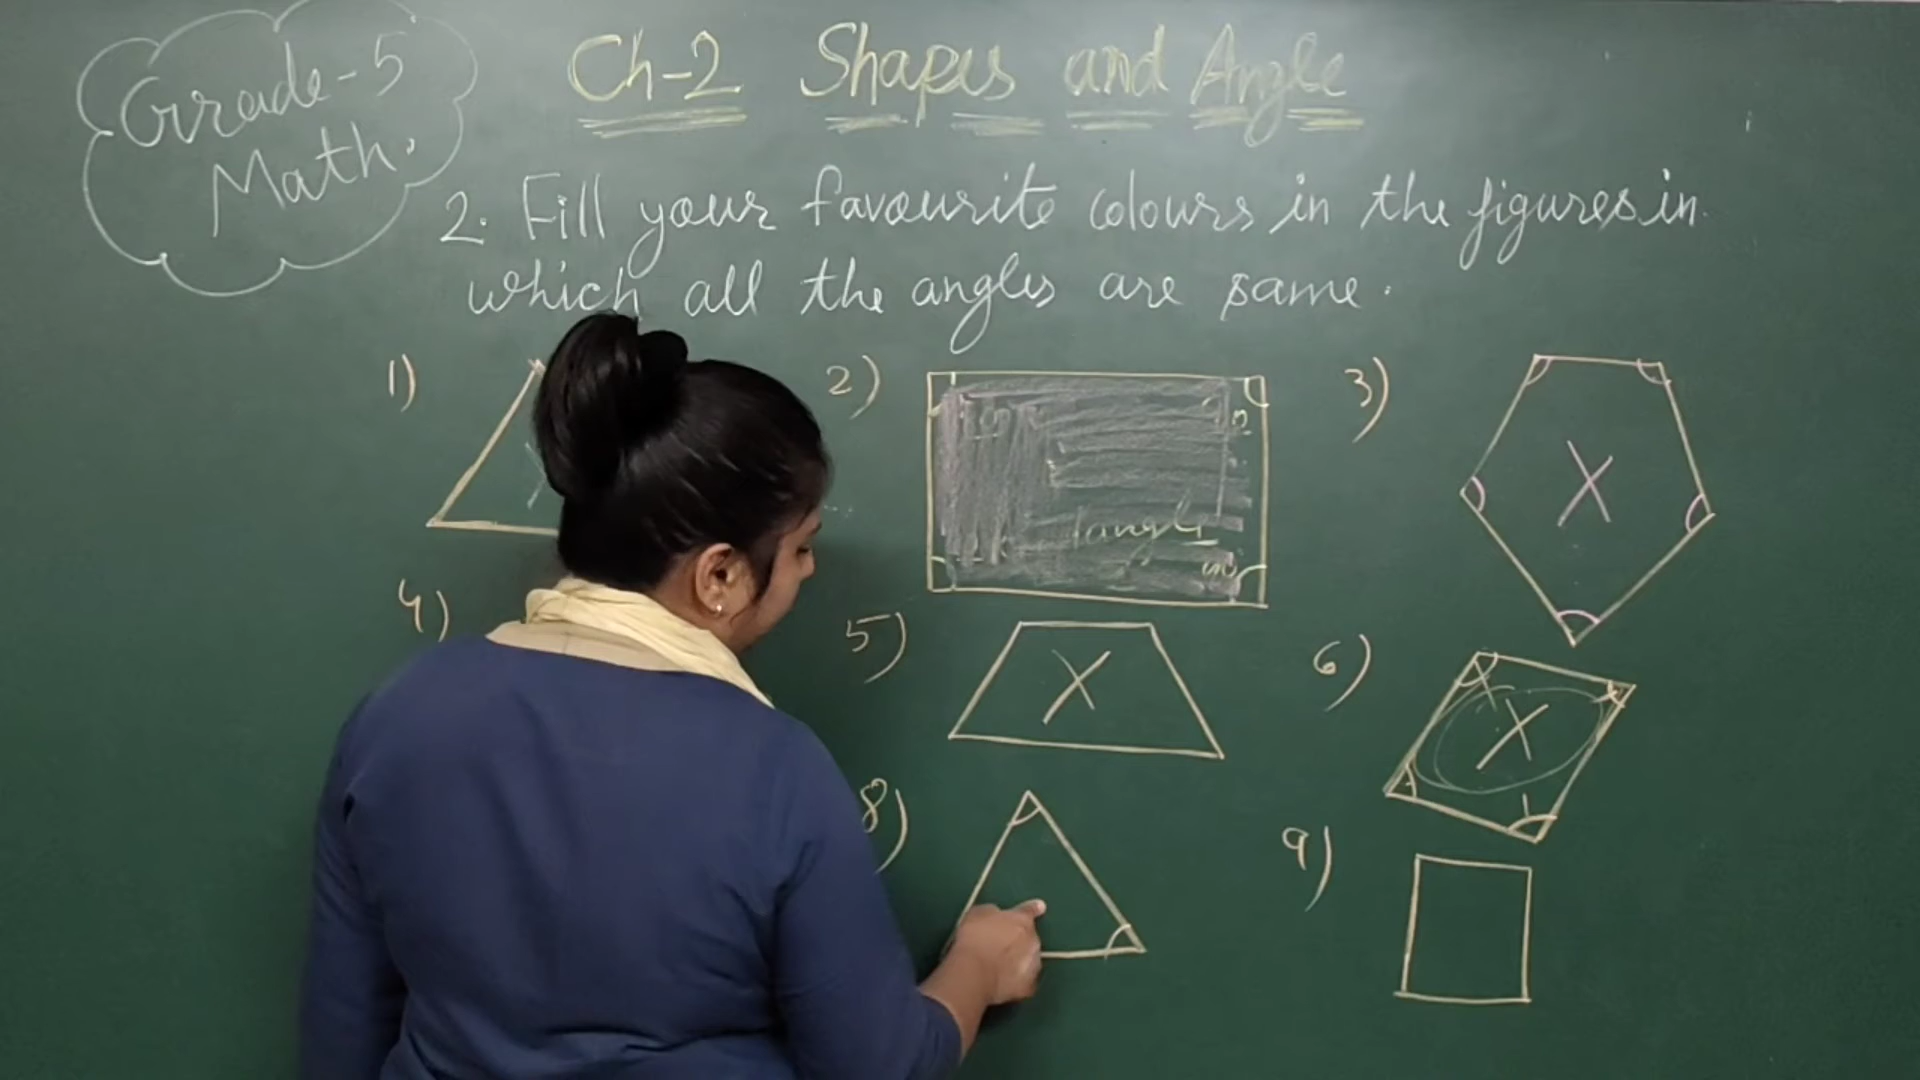 Grade-5
Math.
Ch-2 Shapes and Angle
2. Fill your favourite colours in the figures in
which all the angles are same.
1)
2)
3)
X
4)
5)
X
6)
X
8)
9)